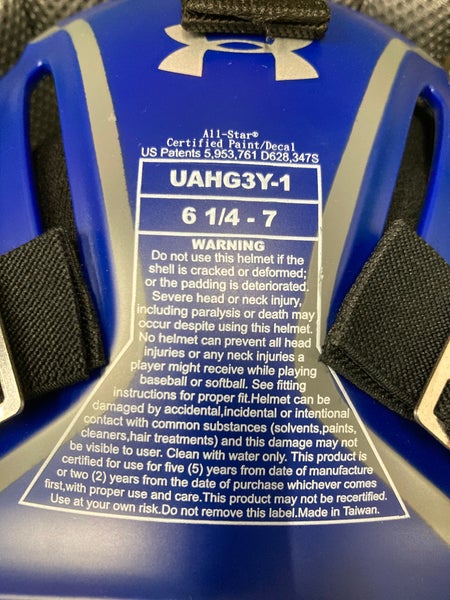 All-Star®
Certified Paint/Decal
US Patents 5,953,761 D628,347S
UAHG3Y-1
6 1/4 - 7
WARNING
Do not use this helmet if the
shell is cracked or deformed;
or the padding is deteriorated.
Severe head or neck injury,
including paralysis or death may
occur despite using this helmet.
No helmet can prevent all head
injuries or any neck injuries a
player might receive while playing
baseball or softball. See fitting
instructions for proper fit.Helmet can be
damaged by accidental,incidental or intentional
contact with common substances (solvents,paints,
cleaners,hair treatments) and this damage may not
be visible to user. Clean with water only. This product is
certified for use for five (5) years from date of manufacture
or two (2) years from the date of purchase whichever comes
first,with proper use and care.This product may not be recertified.
Use at your own risk.Do not remove this label.Made in Taiwan.